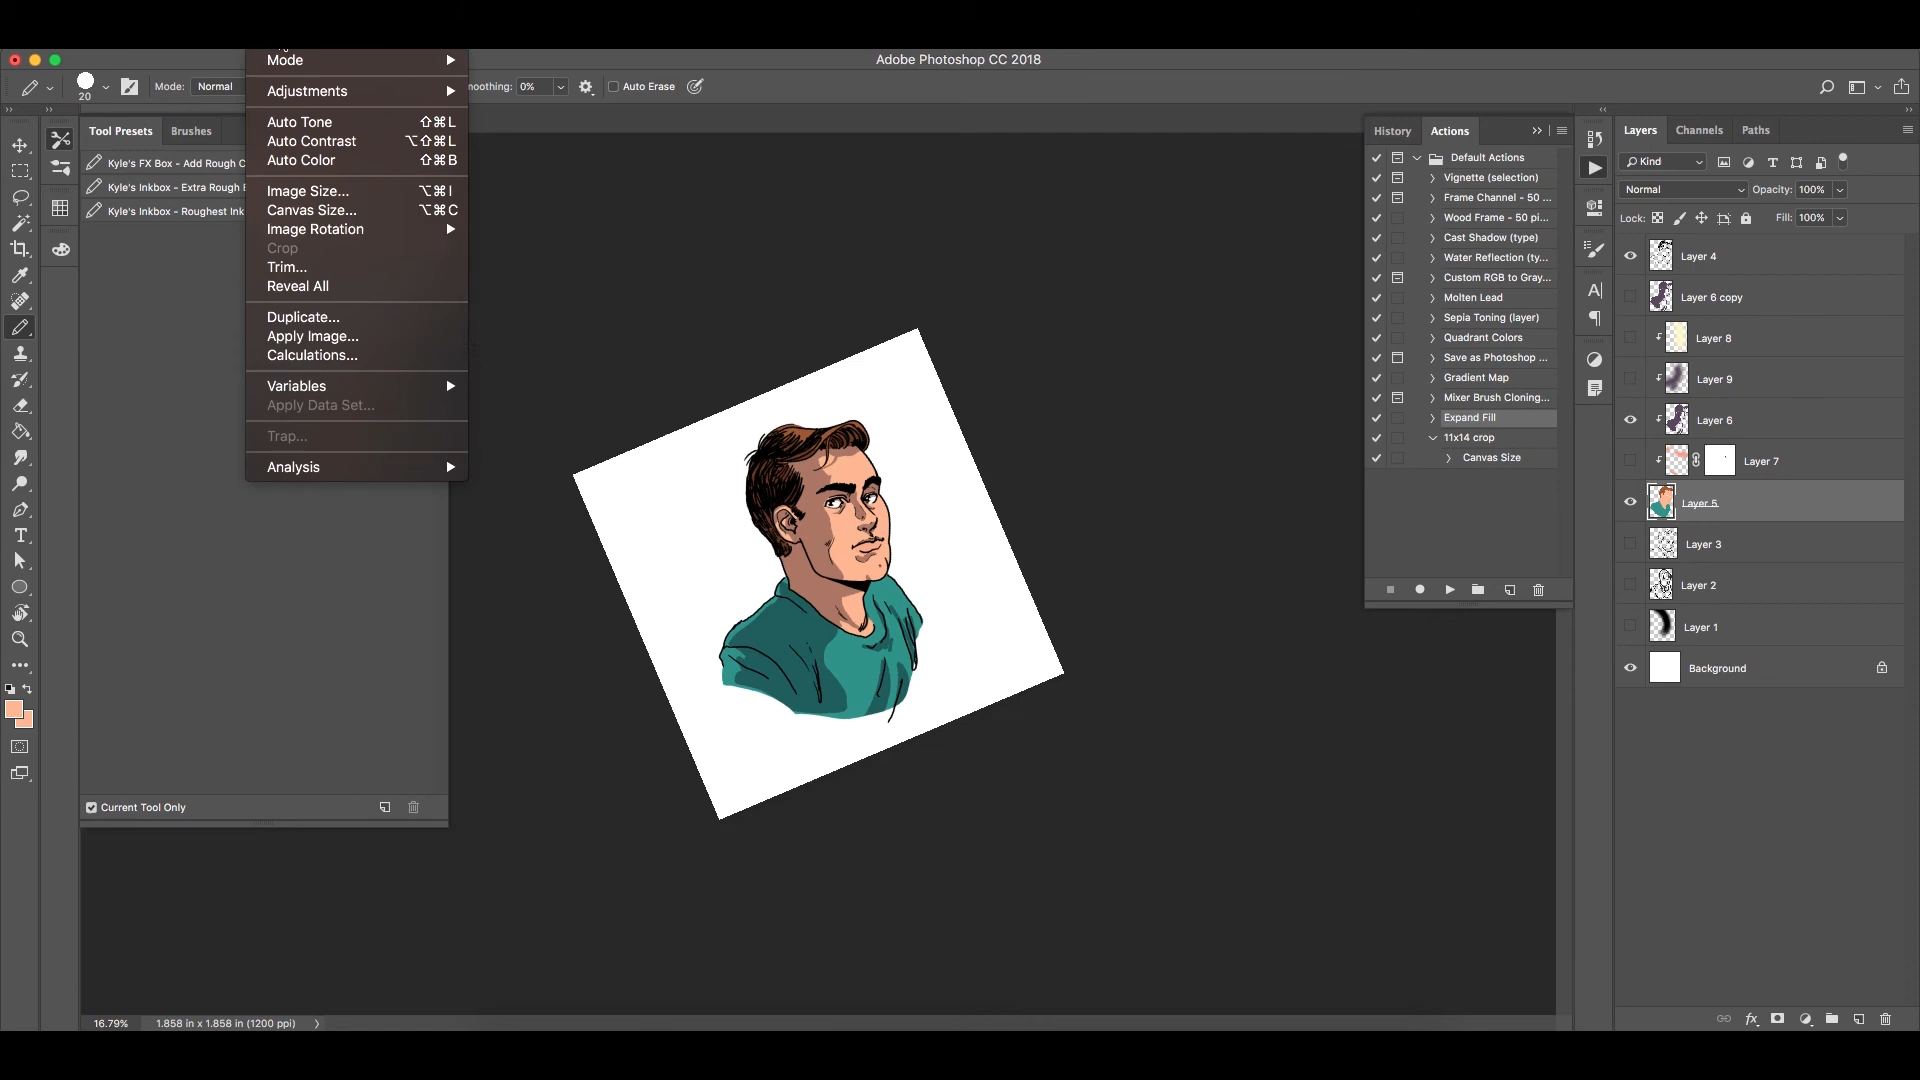 Adobe Photoshop CC 2018
20
Mode: Normal
moothing: 0%
Auto Erase
Mode
Adjustments
Auto Tone ⇧⌘L
Auto Contrast ⌥⇧⌘L
Auto Color ⇧⌘B
Image Size... ⌥⌘I
Canvas Size... ⌥⌘C
Image Rotation
Crop
Trim...
Reveal All
Duplicate...
Apply Image...
Calculations...
Variables
Apply Data Set...
Trap...
Analysis
Tool Presets
Brushes
Kyle's FX Box - Add Rough C
Kyle's Inkbox - Extra Rough
Kyle's Inkbox - Roughest Ink
Current Tool Only
16.79%
1.858 in x 1.858 in (1200 ppi)
History
Actions
Default Actions
Vignette (selection)
Frame Channel - 50 ...
Wood Frame - 50 pi...
Cast Shadow (type)
Water Reflection (ty...
Custom RGB to Gray...
Molten Lead
Sepia Toning (layer)
Quadrant Colors
Save as Photoshop ...
Gradient Map
Mixer Brush Cloning...
Expand Fill
11x14 crop
Canvas Size
Layers
Channels
Paths
Kind
Normal
Opacity: 100%
Lock:
Fill: 100%
Layer 4
Layer 6 copy
Layer 8
Layer 9
Layer 6
Layer 7
Layer 5
Layer 3
Layer 2
Layer 1
Background